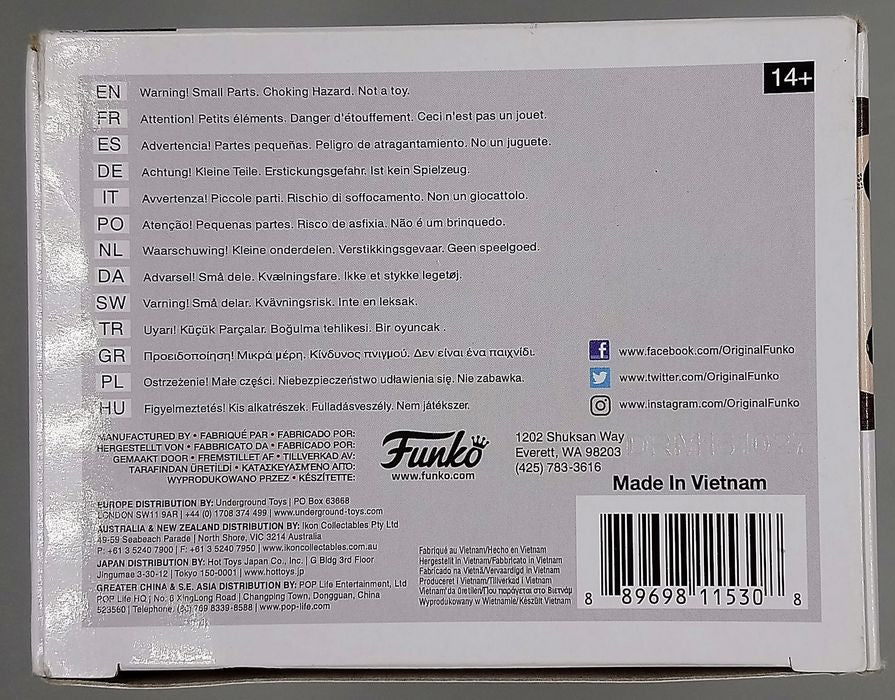 14+
EN Warning! Small Parts. Choking Hazard. Not a toy.
FR Attention! Petits éléments. Danger d'étouffement. Ceci n'est pas un jouet.
ES Advertencia! Partes pequeñas. Peligro de atragantamiento. No un juguete.
DE Achtung! Kleine Teile. Erstickungsgefahr. Ist kein Spielzeug.
IT Avvertenza! Piccole parti. Rischio di soffocamento. Non un giocattolo.
PO Atenção! Pequenas partes. Risco de asfixia. Não é um brinquedo.
NL Waarschuwing! Kleine onderdelen. Verstikkingsgevaar. Geen speelgoed.
DA Advarsel! Små dele. Kvælningsfare. Ikke et stykke legetøj.
SW Varning! Små delar. Kvävningsrisk. Inte en leksak.
TR Uyarı! Küçük Parçalar. Boğulma tehlikesi. Bir oyuncak .
GR Προειδοποίηση! Μικρά μέρη. Κίνδυνος πνιγμού. Δεν είναι ένα παιχνίδι.
PL Ostrzeżenie! Małe części. Niebezpieczeństwo udławienia się. Nie zabawka.
HU Figyelmeztetés! Kis alkatrészek. Fulladásveszély. Nem játékszer.
www.facebook.com/OriginalFunko
www.twitter.com/OriginalFunko
www.instagram.com/OriginalFunko
MANUFACTURED BY • FABRIQUÉ PAR • FABRICADO POR:
HERGESTELLT VON • FABBRICATO DA • FABRICADO POR:
GEMAAKT DOOR • FREMSTILLET AF • TILLVERKAD AV:
TARAFINDAN ÜRETİLDİ • ΚΑΤΑΣΚΕΥΑΣΜΈΝΟ ΑΠΌ:
WYPRODUKOWANO PRZEZ • KÉSZÍTETTE:
Funko
www.funko.com
1202 Shuksan Way
Everett, WA 98203
(425) 783-3616
EUROPE DISTRIBUTION BY: Underground Toys | PO Box 63668
LONDON SW11 9AR | +44 (0) 1708 374 499 | www.underground-toys.com
AUSTRALIA & NEW ZEALAND DISTRIBUTION BY: Ikon Collectables Pty Ltd
49-59 Seabeach Parade | North Shore, VIC 3214 Australia
P: +61 3 5240 7900 | F: +61 3 5240 7950 | www.ikoncollectables.com.au
JAPAN DISTRIBUTION BY: Hot Toys Japan Co., Inc. | G Bldg 3rd Floor
Jingumae 3-30-12 | Tokyo 150-0001 | www.hottoys.jp
GREATER CHINA & S.E. ASIA DISTRIBUTION BY: POP Life Entertainment, Ltd
POP Life HQ | No. 6 XingLong Road | Changping Town, Dongguan, China
523560 | Telephone. (86) 769 8339-8588 | www.pop-life.com
Fabriqué au Vietnam/Hecho en Vietnam
Hergestellt in Vietnam/Fabbricato in Vietnam
Fabricado na Vietnã/Vervaardigd in Vietnam
Produceret i Vietnam/Tillverkad i Vietnam
Vietnam'da üretilen/Που παράγεται στο Βιετνάμ
Wyprodukowany w Wietnamie/Készült Vietnam
Made In Vietnam
8 89698 11530 8